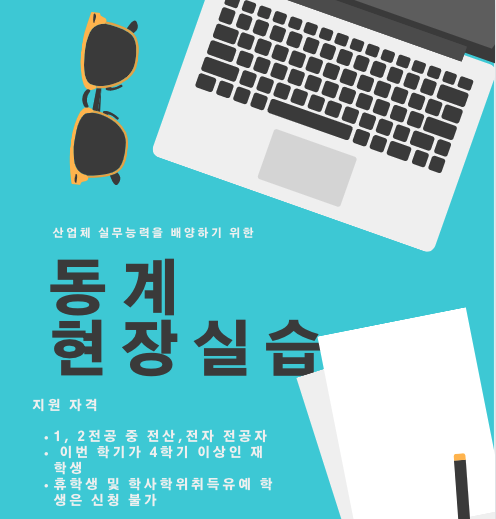 산업체 실무능력을 배양하기 위한
동계
현장실습
지원 자격
• 1, 2전공 중 전산,전자 전공자
• 이번 학기가 4학기 이상인 재
학생
• 휴학생 및 학사학위취득유예 학
생은 신청 불가